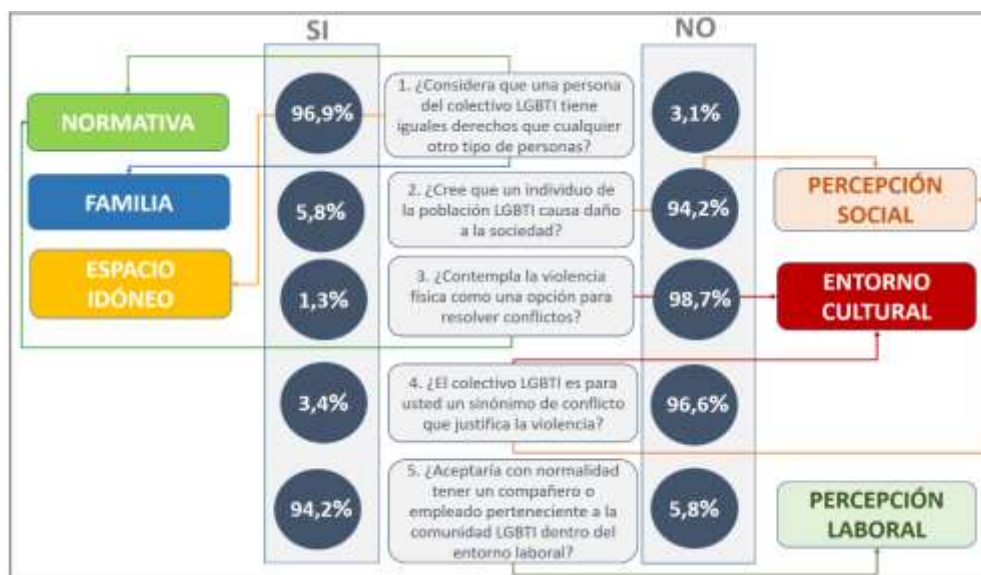 SI
NO
NORMATIVA
FAMILIA
ESPACIO
IDÓNEO
96,9%
1. ¿Considera que una persona
del colectivo LGBTI tiene
iguales derechos que cualquier
otro tipo de personas?
3,1%
5,8%
2. ¿Cree que un individuo de
la población LGBTI causa daño
a la sociedad?
94,2%
1,3%
3. ¿Contempla la violencia
física como una opción para
resolver conflictos?
98,7%
3,4%
4. ¿El colectivo LGBTI es para
usted un sinónimo de conflicto
que justifica la violencia?
96,6%
94,2%
5. ¿Aceptaría con normalidad
tener un compañero o
empleado perteneciente a la
comunidad LGBTI dentro del
entorno laboral?
5,8%
PERCEPCIÓN
SOCIAL
ENTORNO
CULTURAL
PERCEPCIÓN
LABORAL